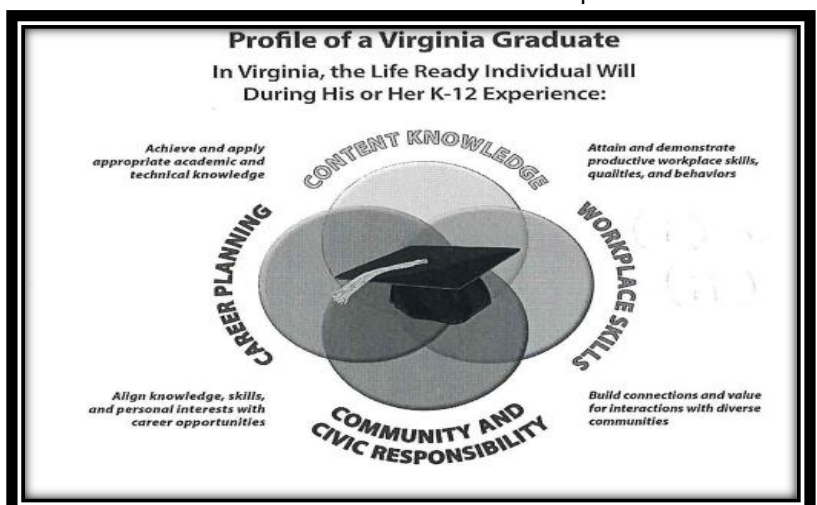 Profile of a Virginia Graduate
In Virginia, the Life Ready Individual Will
During His or Her K-12 Experience:
Achieve and apply
appropriate academic and
technical knowledge
CONTENT KNOWLEDGE
Attain and demonstrate
productive workplace skills,
qualities, and behaviors
CAREER PLANNING
WORKPLACE SKILLS
Align knowledge, skills,
and personal interests with
career opportunities
COMMUNITY AND
CIVIC RESPONSIBILITY
Build connections and value
for interactions with diverse
communities